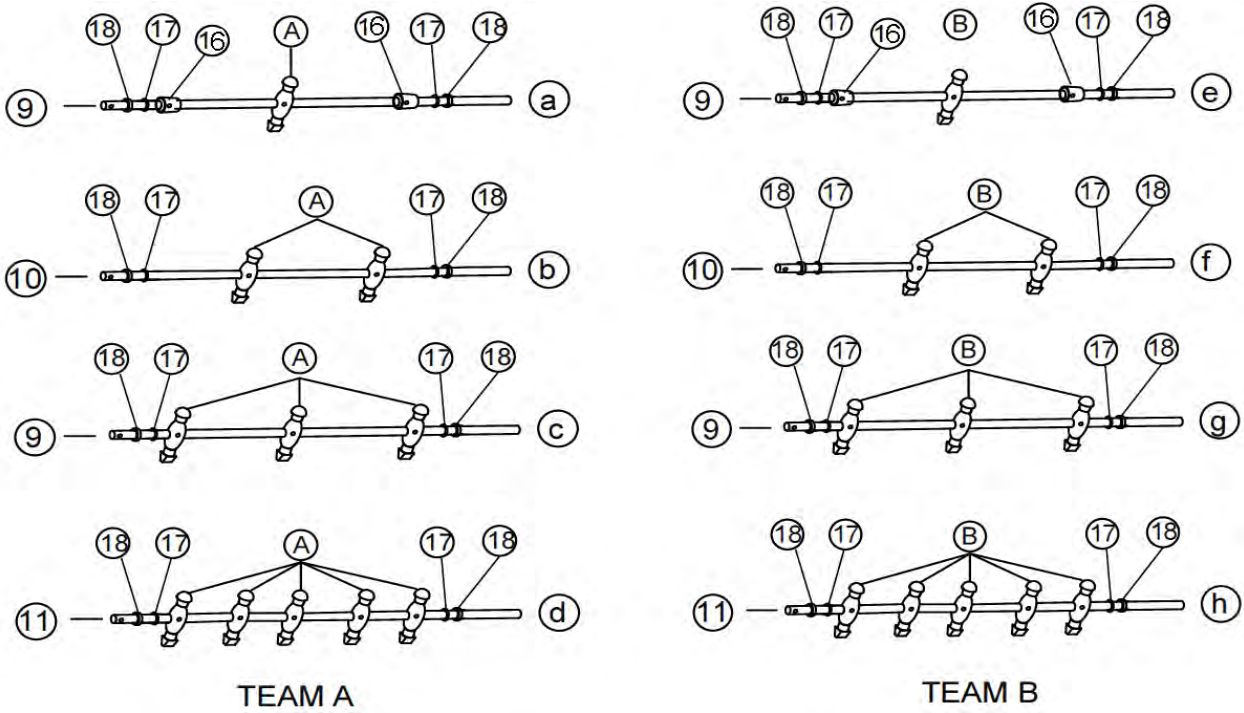 18 17 16 A 16 17 18
9 a
18 17 16 B 16 17 18
9 e
18 17 A 17 18
10 b
18 17 B 17 18
10 f
18 17 A 17 18
9 c
18 17 B 17 18
9 g
18 17 A 17 18
11 d
18 17 B 17 18
11 h
TEAM A
TEAM B